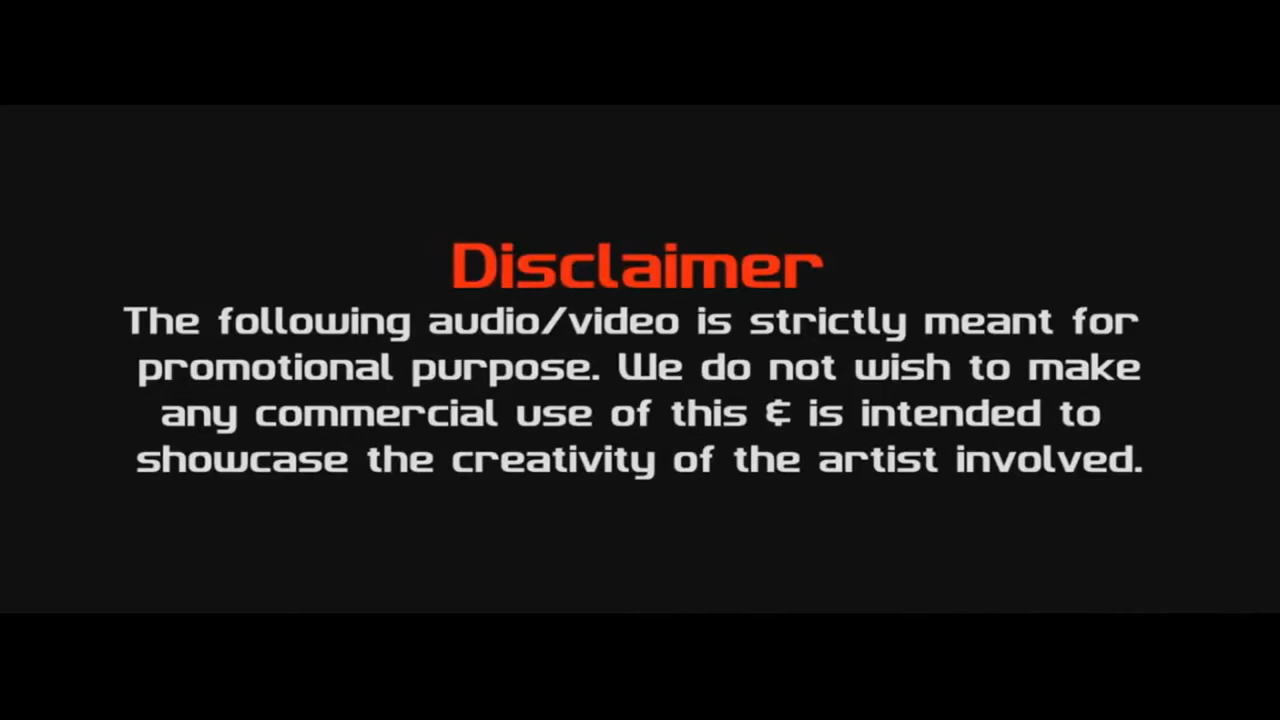 Disclaimer
The following audio/video is strictly meant for
promotional purpose. We do not wish to make
any commercial use of this & is intended to
showcase the creativity of the artist involved.